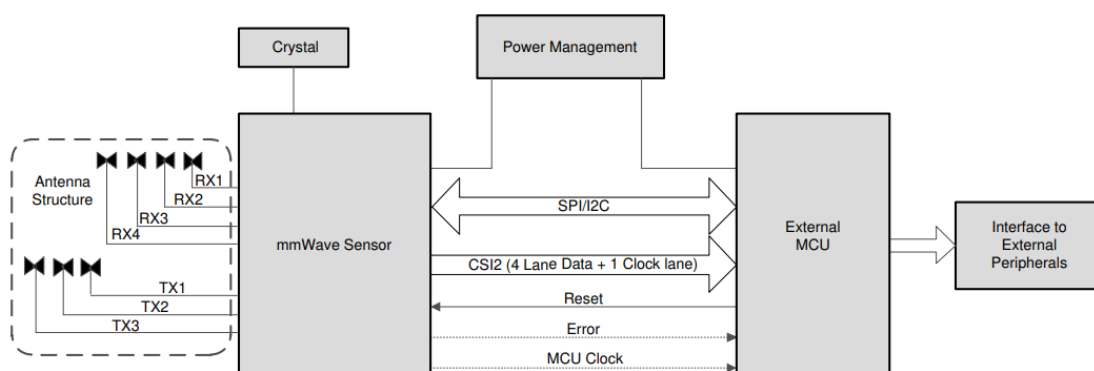 Crystal
Power Management
Antenna
Structure
RX1
RX2
RX3
RX4
TX1
TX2
TX3
mmWave Sensor
SPI/I2C
CSI2 (4 Lane Data + 1 Clock lane)
Reset
Error
MCU Clock
External
MCU
Interface to
External
Peripherals